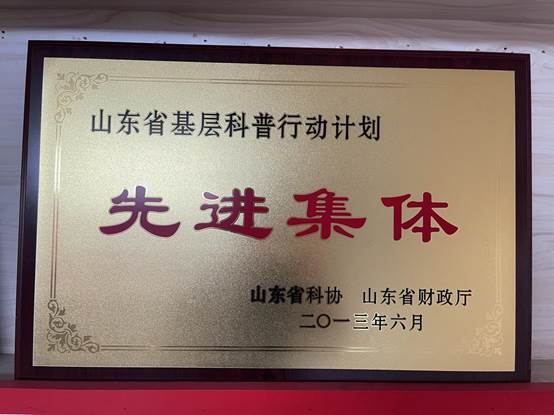 山东省基层科普行动计划
先进集体
山东省科协 山东省财政厅
二〇一三年六月